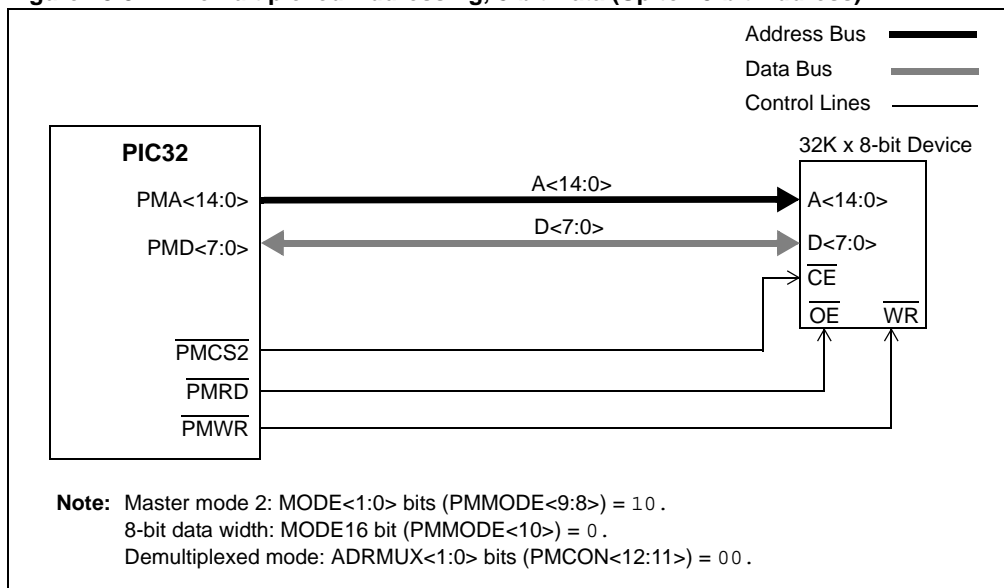 Address Bus
Data Bus
Control Lines
PIC32
32K x 8-bit Device
PMA<14:0>
A<14:0>
A<14:0>
PMD<7:0>
D<7:0>
D<7:0>
CE
OE
WR
PMCS2
PMRD
PMWR
Note: Master mode 2: MODE<1:0> bits (PMMODE<9:8>) = 10.
8-bit data width: MODE16 bit (PMMODE<10>) = 0.
Demultiplexed mode: ADRMUX<1:0> bits (PMCON<12:11>) = 00.